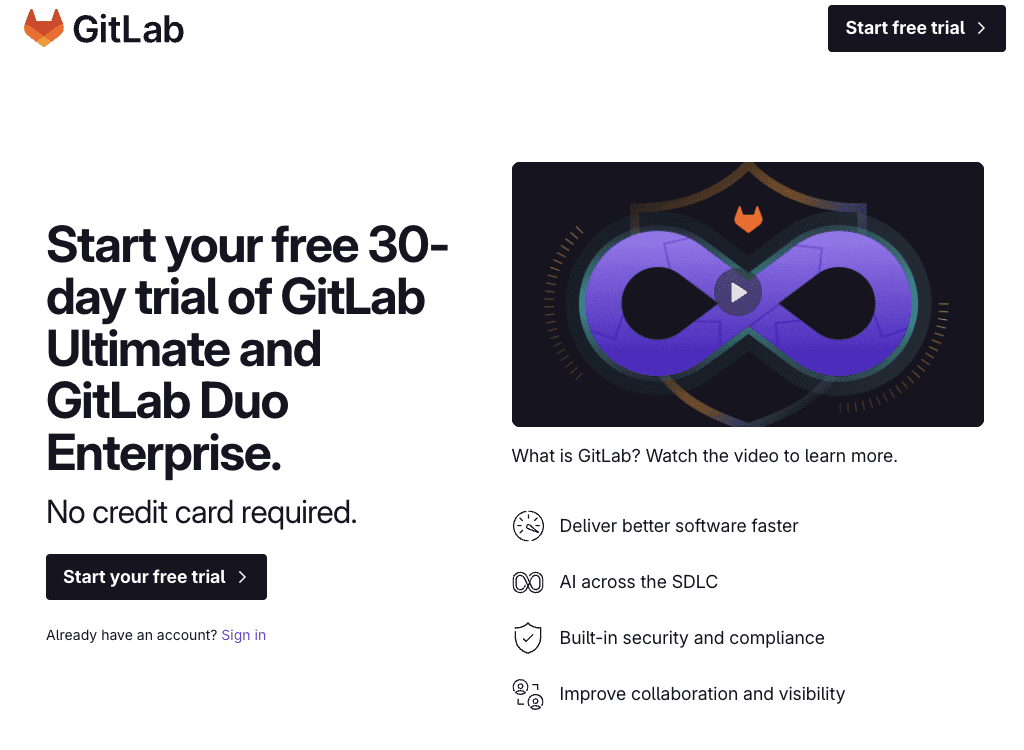 GitLab
Start free trial
Start your free 30-
day trial of GitLab
Ultimate and
GitLab Duo
Enterprise.
No credit card required.
Start your free trial
Already have an account? Sign in
What is GitLab? Watch the video to learn more.
Deliver better software faster
AI across the SDLC
Built-in security and compliance
Improve collaboration and visibility